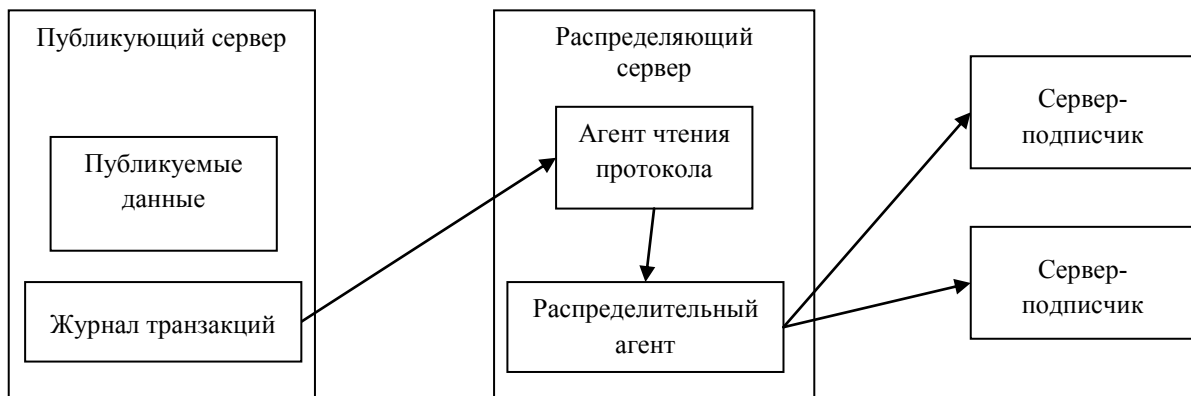 Публикующий сервер
Публикуемые
данные
Журнал транзакций
Распределяющий
сервер
Агент чтения
протокола
Распределительный
агент
Сервер-
подписчик
Сервер-
подписчик